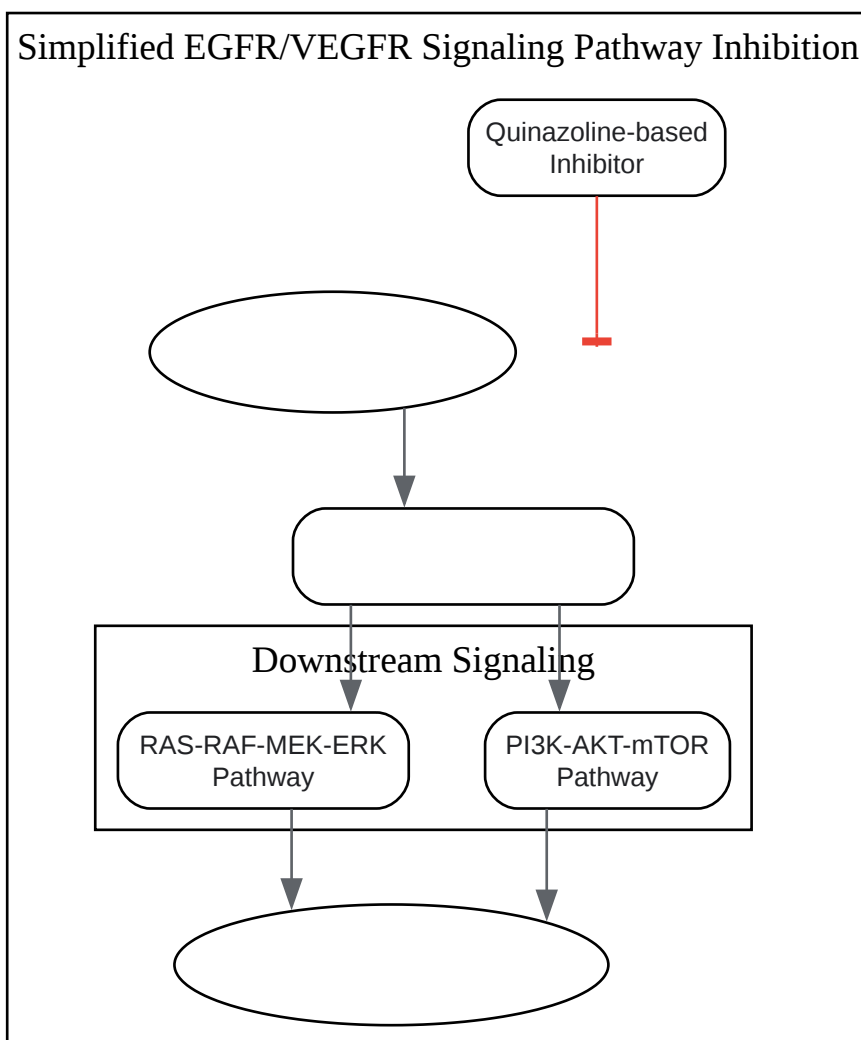 Simplified EGFR/VEGFR Signaling Pathway Inhibition
Quinazoline-based
Inhibitor
Downstream Signaling
RAS-RAF-MEK-ERK
Pathway
PI3K-AKT-mTOR
Pathway